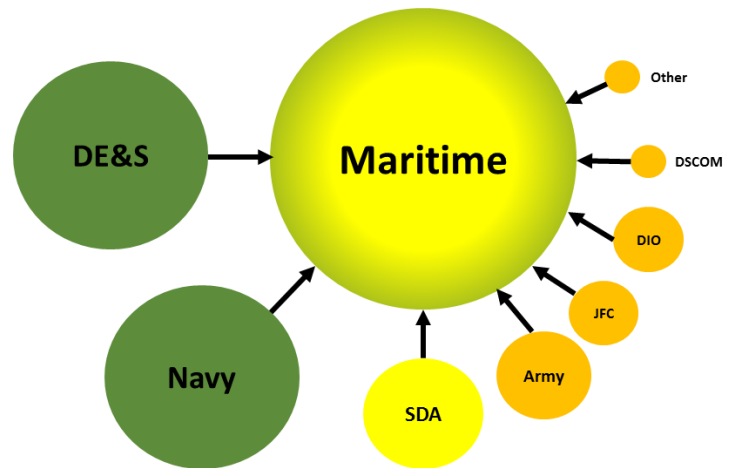 Maritime
DE&S
Navy
SDA
Army
JFC
DIO
DSCOM
Other